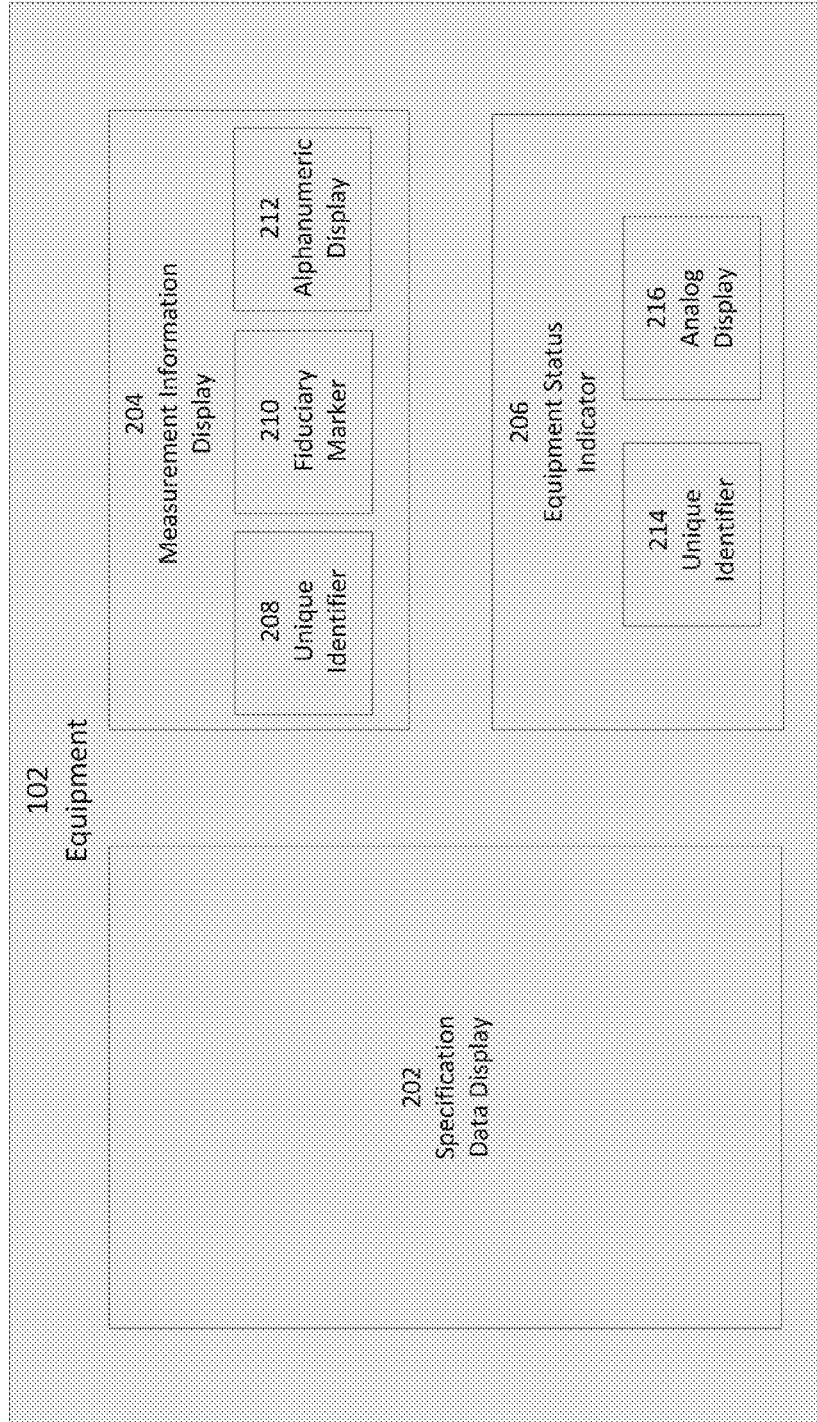 102
Equipment
202
Specification
Data Display
204
Measurement Information
Display
208
Unique
Identifier
210
Fiduciary
Marker
212
Alphanumeric
Display
206
Equipment Status
Indicator
214
Unique
Identifier
216
Analog
Display